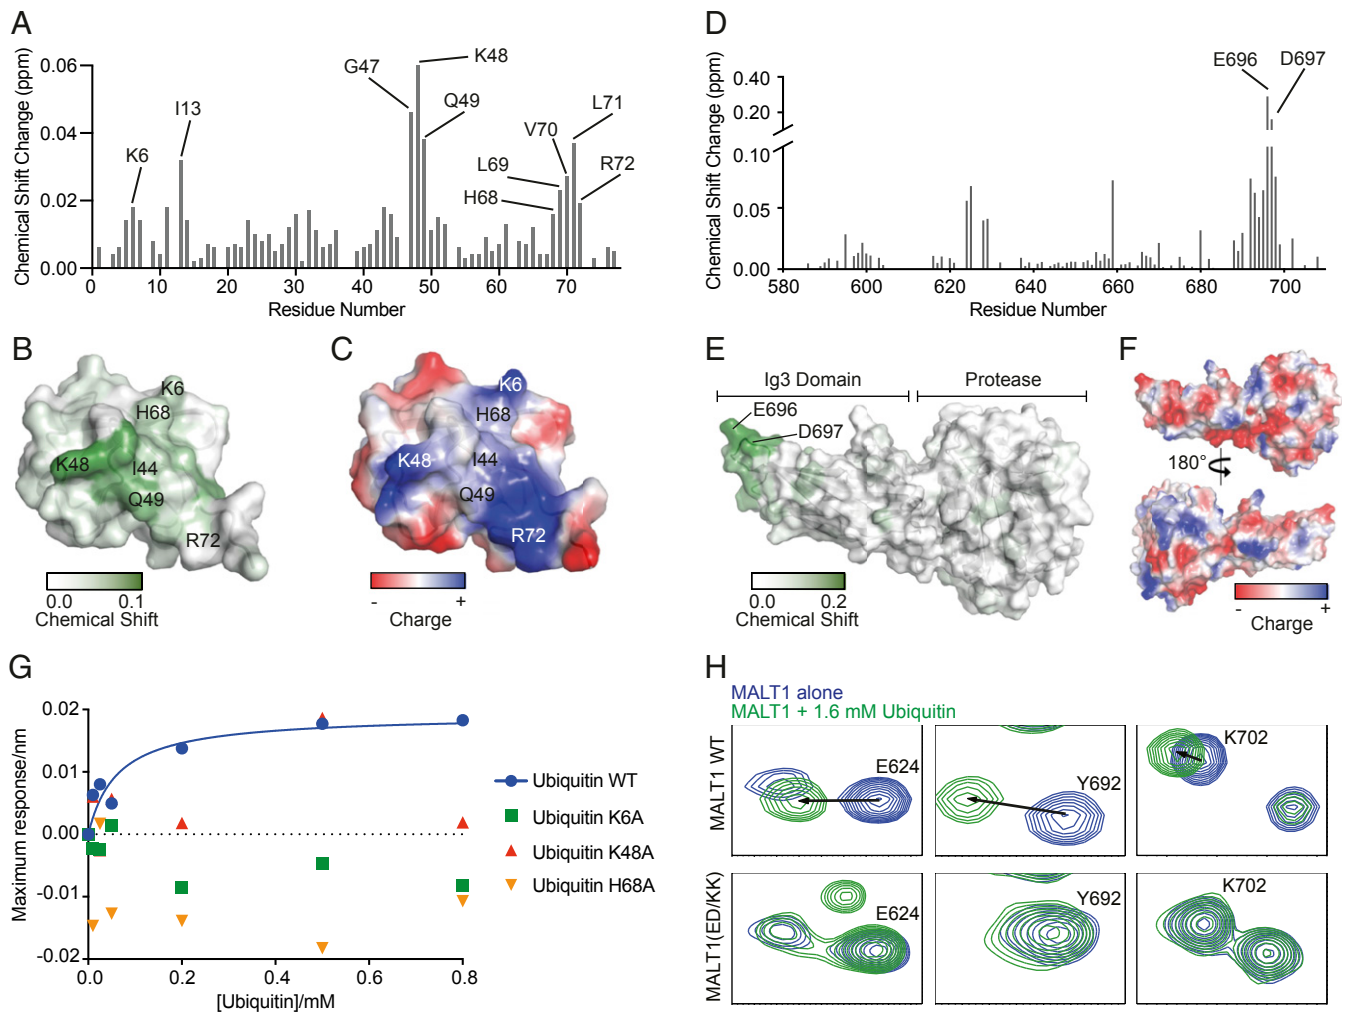 A
Chemical Shift Change (ppm)
0.06
0.04
0.02
0.00
K6
I13
G47
K48
Q49
V70
L71
L69
R72
H68
0
10
20
30
40
50
60
70
Residue Number
D
Chemical Shift Change (ppm)
0.40
0.20
0.10
0.05
0.00
E696
D697
580
600
620
640
660
680
700
Residue Number
B
K6
H68
K48
I44
Q49
R72
0.0
0.1
Chemical Shift
C
K6
H68
K48
I44
Q49
R72
-
+
Charge
E
Ig3 Domain
Protease
E696
D697
0.0
0.2
Chemical Shift
F
180°
-
+
Charge
G
Maximum response/nm
0.02
0.01
0.00
-0.01
-0.02
0.0
0.2
0.4
0.6
0.8
[Ubiquitin]/mM
Ubiquitin WT
Ubiquitin K6A
Ubiquitin K48A
Ubiquitin H68A
H
MALT1 alone
MALT1 + 1.6 mM Ubiquitin
MALT1 WT
E624
Y692
K702
MALT1(ED/KK)
E624
Y692
K702